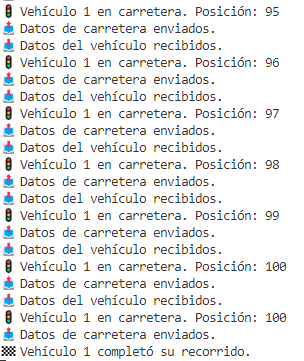 🚦 Vehículo 1 en carretera. Posición: 95
📤 Datos de carretera enviados.
📥 Datos del vehículo recibidos.
🚦 Vehículo 1 en carretera. Posición: 96
📤 Datos de carretera enviados.
📥 Datos del vehículo recibidos.
🚦 Vehículo 1 en carretera. Posición: 97
📤 Datos de carretera enviados.
📥 Datos del vehículo recibidos.
🚦 Vehículo 1 en carretera. Posición: 98
📤 Datos de carretera enviados.
📥 Datos del vehículo recibidos.
🚦 Vehículo 1 en carretera. Posición: 99
📤 Datos de carretera enviados.
📥 Datos del vehículo recibidos.
🚦 Vehículo 1 en carretera. Posición: 100
📤 Datos de carretera enviados.
📥 Datos del vehículo recibidos.
🚦 Vehículo 1 en carretera. Posición: 100
📤 Datos de carretera enviados.
🏁 Vehículo 1 completó su recorrido.